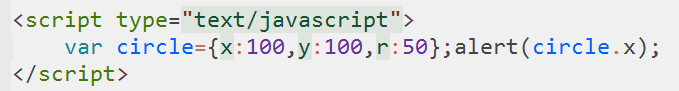 <script type="text/javascript">
    var circle={x:100,y:100,r:50};alert(circle.x);
</script>